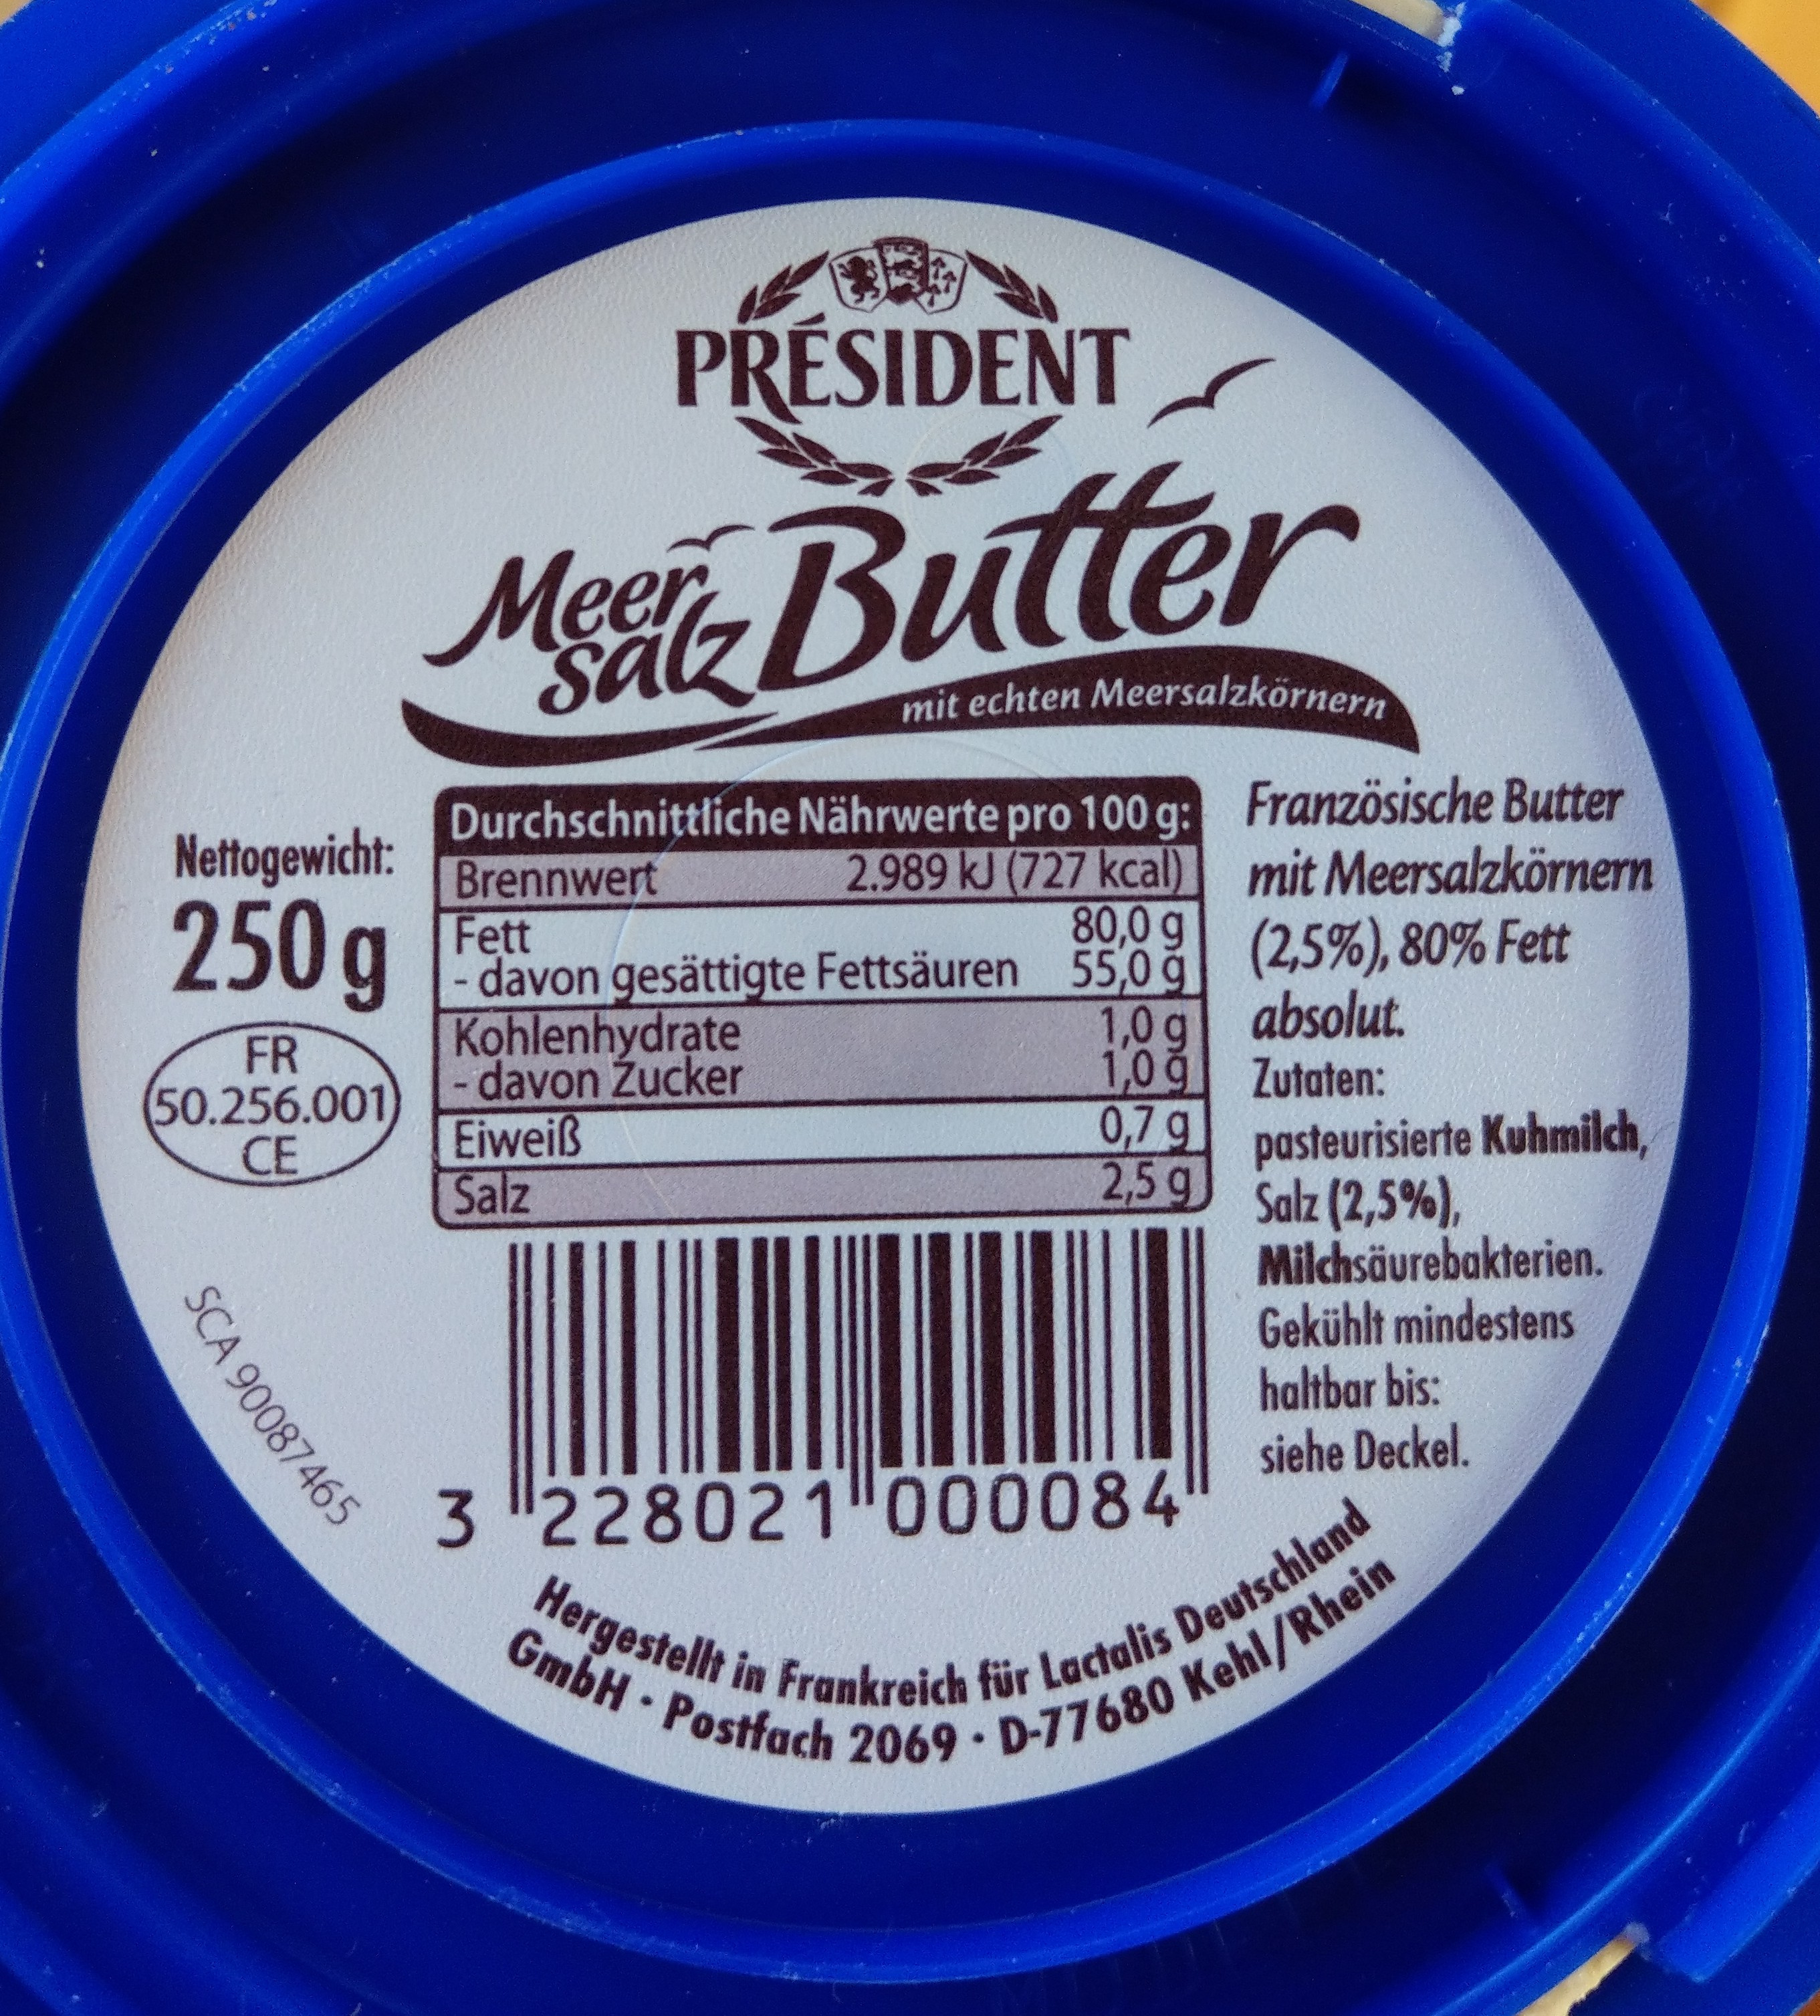 PRÉSIDENT
Meer
salz Butter
mit echten Meersalzkörnern
Nettogewicht:
250 g
FR
50.256.001
CE
SCA 90087465
Durchschnittliche Nährwerte pro 100 g:
Brennwert 2.989 kJ (727 kcal)
Fett 80,0 g
- davon gesättigte Fettsäuren 55,0 g
Kohlenhydrate 1,0 g
- davon Zucker 1,0 g
Eiweiß 0,7 g
Salz 2,5 g
3 228021 000084
Französische Butter
mit Meersalzkörnern
(2,5%), 80% Fett
absolut.
Zutaten:
pasteurisierte Kuhmilch,
Salz (2,5%),
Milchsäurebakterien.
Gekühlt mindestens
haltbar bis:
siehe Deckel.
Hergestellt in Frankreich für Lactalis Deutschland
GmbH · Postfach 2069 · D-77680 Kehl/Rhein